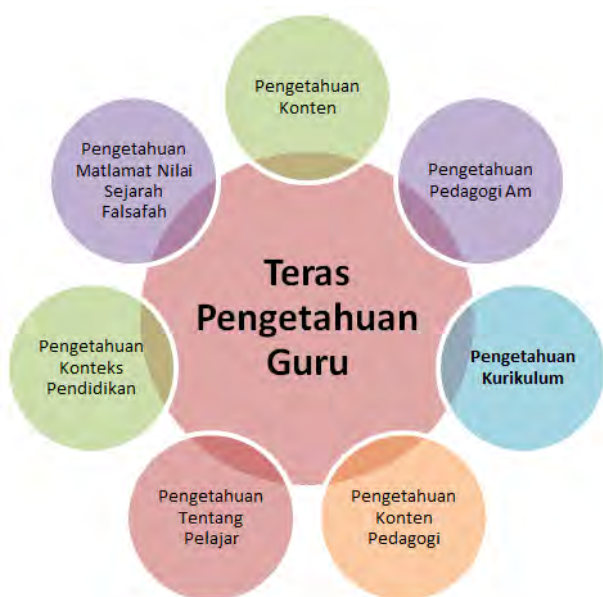 Pengetahuan
Konten
Pengetahuan
Pedagogi Am
Pengetahuan
Kurikulum
Pengetahuan
Konten
Pedagogi
Pengetahuan
Tentang
Pelajar
Pengetahuan
Konteks
Pendidikan
Pengetahuan
Matlamat Nilai
Sejarah
Falsafah
Teras
Pengetahuan
Guru